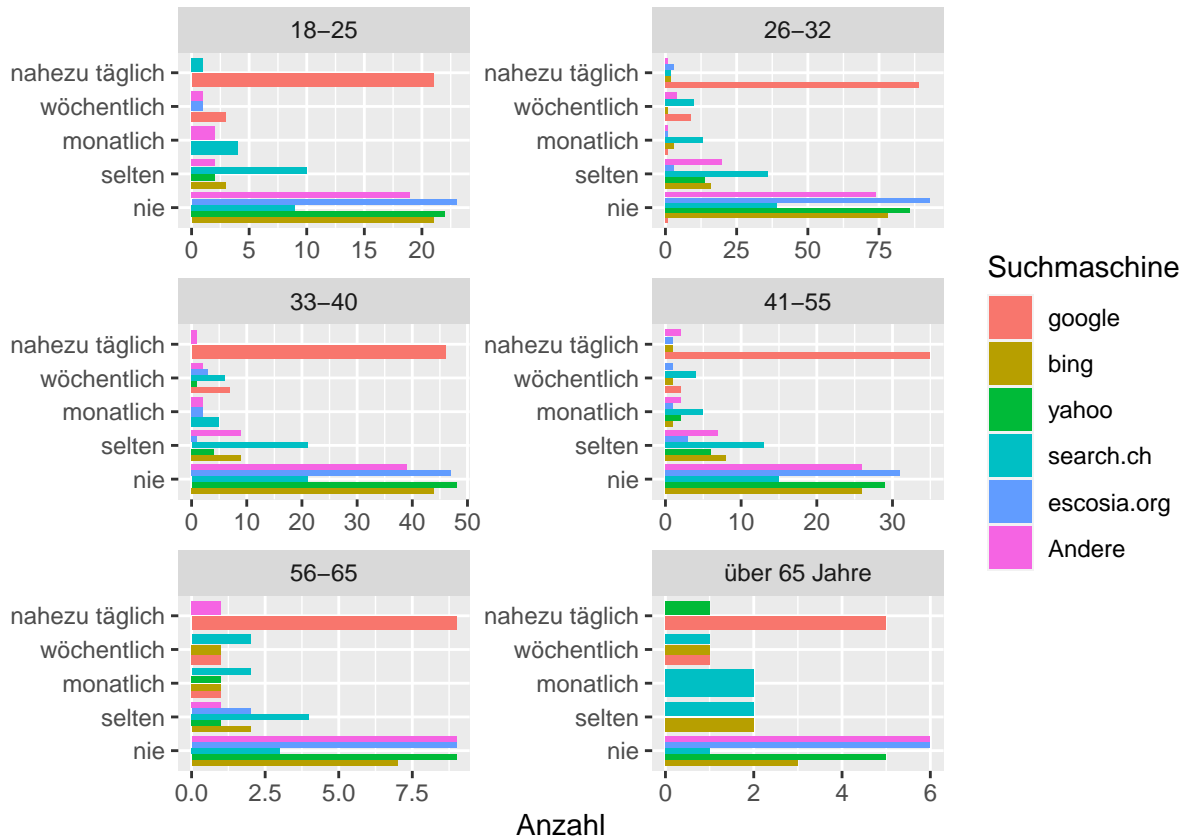 18−25
26−32
nahezu täglich
wöchentlich
monatlich
selten
nie
0 5 10 15 20
nahezu täglich
wöchentlich
monatlich
selten
nie
0 25 50 75
33−40
41−55
nahezu täglich
wöchentlich
monatlich
selten
nie
0 10 20 30 40 50
nahezu täglich
wöchentlich
monatlich
selten
nie
0 10 20 30
56−65
über 65 Jahre
nahezu täglich
wöchentlich
monatlich
selten
nie
0.0 2.5 5.0 7.5
nahezu täglich
wöchentlich
monatlich
selten
nie
0 2 4 6
Anzahl
Suchmaschine
google
bing
yahoo
search.ch
escosia.org
Andere